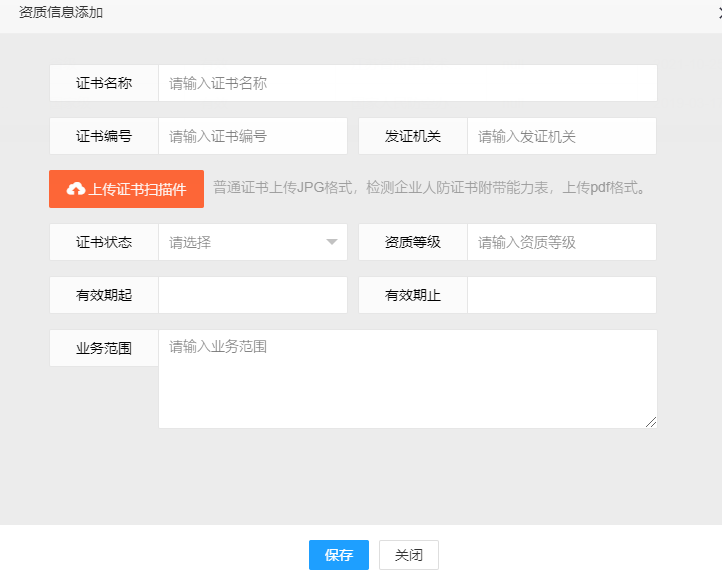 资质信息添加
证书名称 请输入证书名称
证书编号 请输入证书编号 发证机关 请输入发证机关
上传证书扫描件 普通证书上传JPG格式，检测企业人防证书附带能力表，上传pdf格式。
证书状态 请选择 资质等级 请输入资质等级
有效期起 有效期止
业务范围 请输入业务范围
保存 关闭